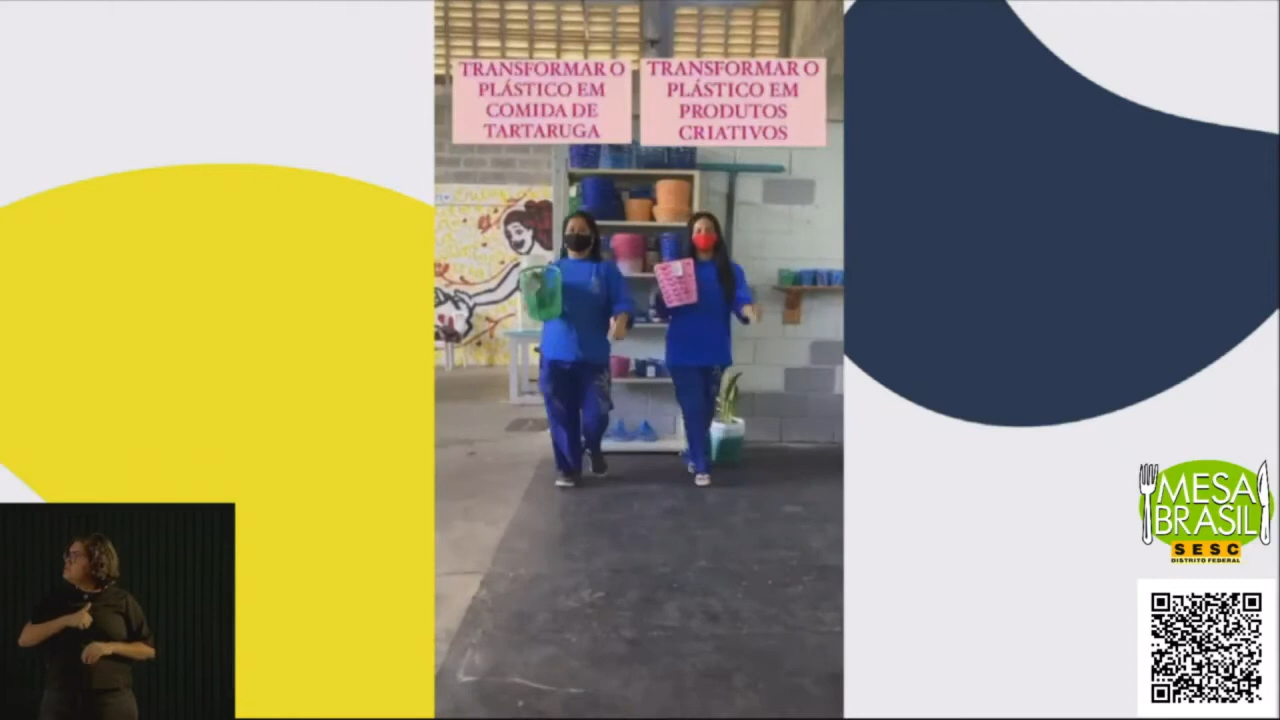 TRANSFORMAR O
PLÁSTICO EM
COMIDA DE
TARTARUGA
TRANSFORMAR O
PLÁSTICO EM
PRODUTOS
CRIATIVOS
MESA
BRASIL
SESC
DISTRITO FEDERAL